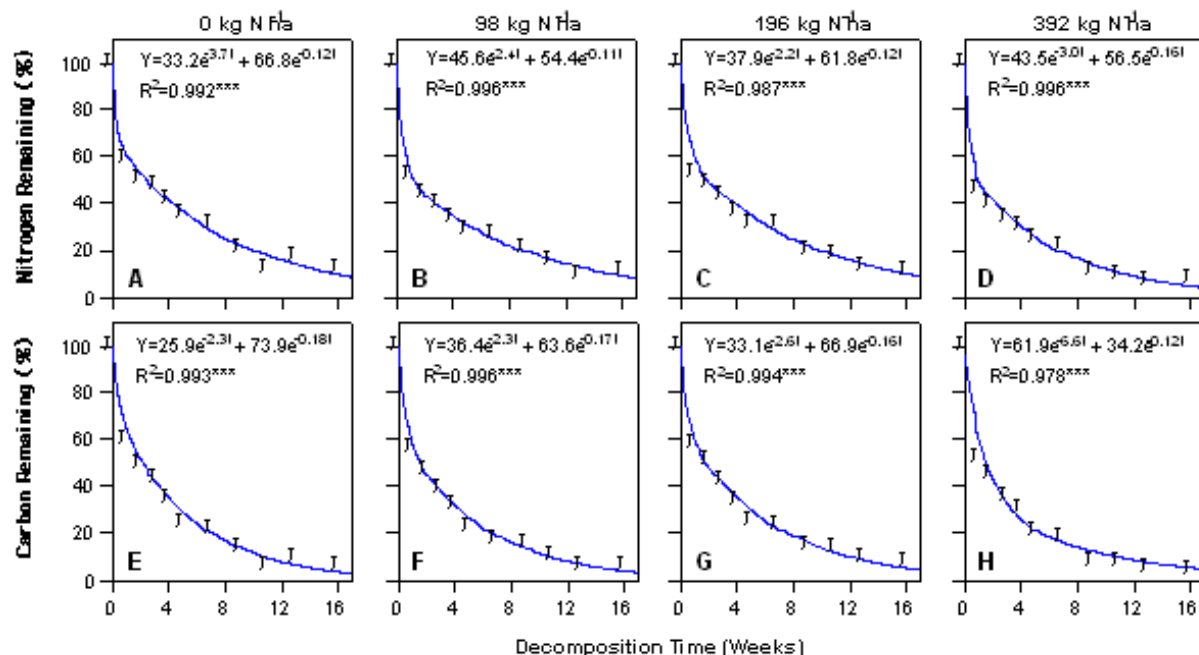 0 kg N ha⁻¹ 98 kg N ha⁻¹ 196 kg N ha⁻¹ 392 kg N ha⁻¹
Nitrogen Remaining (%)
100
80
60
40
20
0
Y=33.2e^-3.7t + 66.8e^-0.12t
R²=0.992***
A
Y=45.6e^-2.4t + 54.4e^-0.11t
R²=0.996***
B
Y=37.9e^-2.2t + 61.8e^-0.12t
R²=0.987***
C
Y=43.5e^-3.0t + 56.5e^-0.16t
R²=0.996***
D
Carbon Remaining (%)
100
80
60
40
20
0
Y=25.9e^-2.3t + 73.9e^-0.18t
R²=0.993***
E
Y=36.4e^-2.3t + 63.6e^-0.17t
R²=0.996***
F
Y=33.1e^-2.6t + 66.9e^-0.16t
R²=0.994***
G
Y=61.9e^-6.6t + 34.2e^-0.12t
R²=0.978***
H
0 4 8 12 16 0 4 8 12 16 0 4 8 12 16 0 4 8 12 16
Decomposition Time (Weeks)